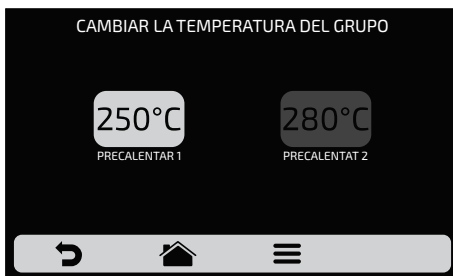 CAMBIAR LA TEMPERATURA DEL GRUPO
250°C 280°C
PRECALENTAR 1 PRECALENTAT 2